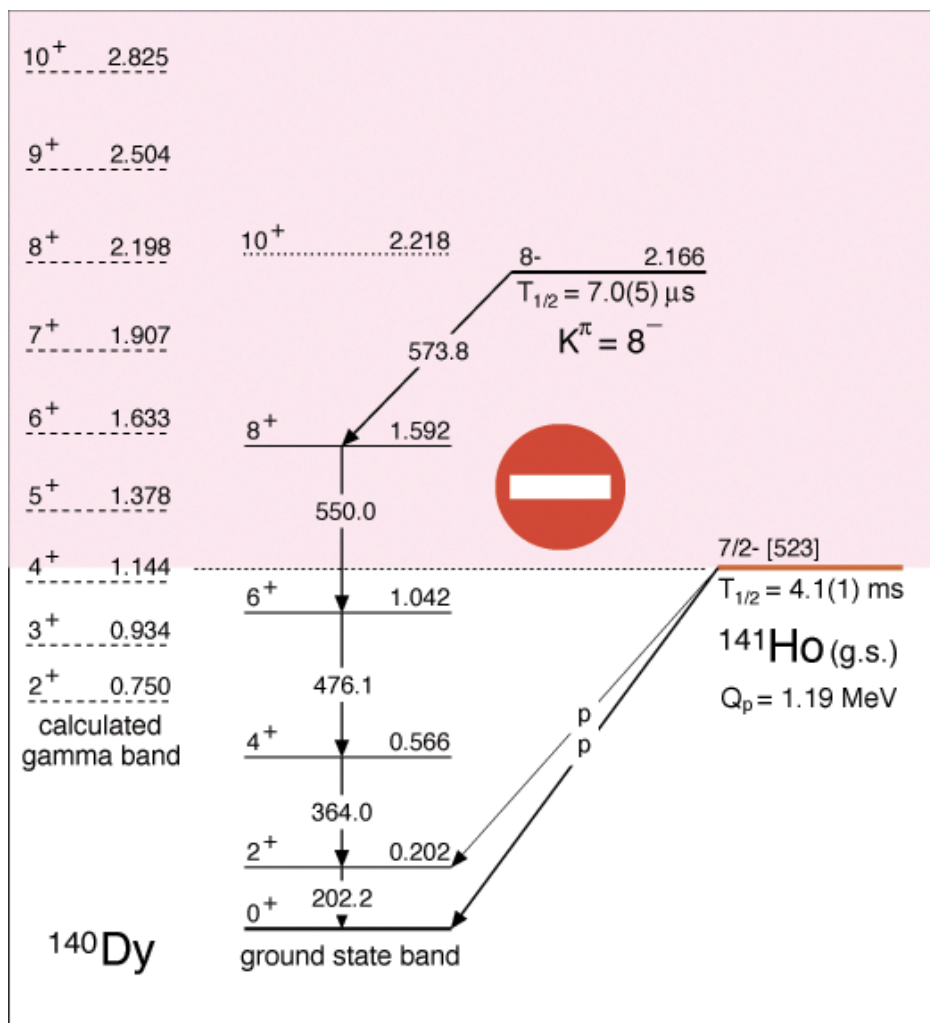 10+ 2.825
9+ 2.504
8+ 2.198
10+ 2.218
8- 2.166
T1/2 = 7.0(5) μs
Kπ = 8−
7+ 1.907
573.8
6+ 1.633
8+ 1.592
5+ 1.378
550.0
7/2- [523]
4+ 1.144
T1/2 = 4.1(1) ms
6+ 1.042
3+ 0.934
141Ho (g.s.)
2+ 0.750
476.1
Qp = 1.19 MeV
calculated
gamma band
p
p
4+ 0.566
364.0
2+ 0.202
202.2
0+
140Dy
ground state band